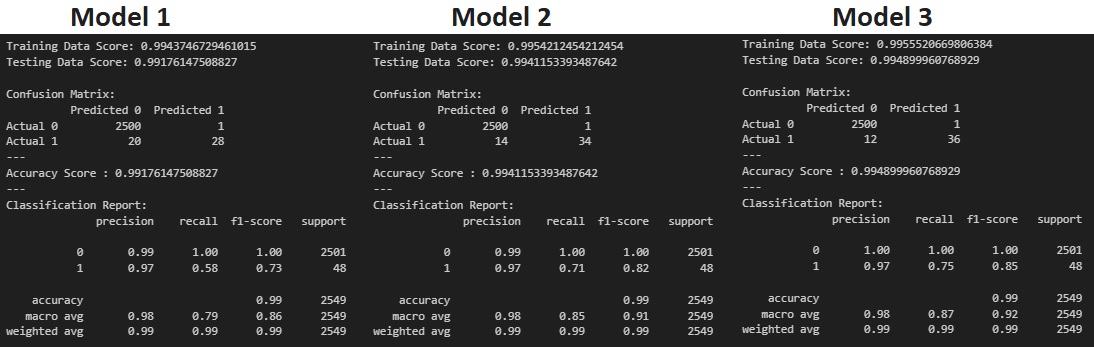 Model 1
Training Data Score: 0.9943746729461015
Testing Data Score: 0.99176147508827
Confusion Matrix:
Predicted 0 Predicted 1
Actual 0 2500 1
Actual 1 20 28
---
Accuracy Score : 0.99176147508827
---
Classification Report:
precision recall f1-score support
0 0.99 1.00 1.00 2501
1 0.97 0.58 0.73 48
accuracy 0.99 2549
macro avg 0.98 0.79 0.86 2549
weighted avg 0.99 0.99 0.99 2549
Model 2
Training Data Score: 0.9954212454212454
Testing Data Score: 0.9941153393487642
Confusion Matrix:
Predicted 0 Predicted 1
Actual 0 2500 1
Actual 1 14 34
---
Accuracy Score : 0.9941153393487642
---
Classification Report:
precision recall f1-score support
0 0.99 1.00 1.00 2501
1 0.97 0.71 0.82 48
accuracy 0.99 2549
macro avg 0.98 0.85 0.91 2549
weighted avg 0.99 0.99 0.99 2549
Model 3
Training Data Score: 0.9955520669806384
Testing Data Score: 0.994899960768929
Confusion Matrix:
Predicted 0 Predicted 1
Actual 0 2500 1
Actual 1 12 36
---
Accuracy Score : 0.994899960768929
---
Classification Report:
precision recall f1-score support
0 1.00 1.00 1.00 2501
1 0.97 0.75 0.85 48
accuracy 0.99 2549
macro avg 0.98 0.87 0.92 2549
weighted avg 0.99 0.99 0.99 2549